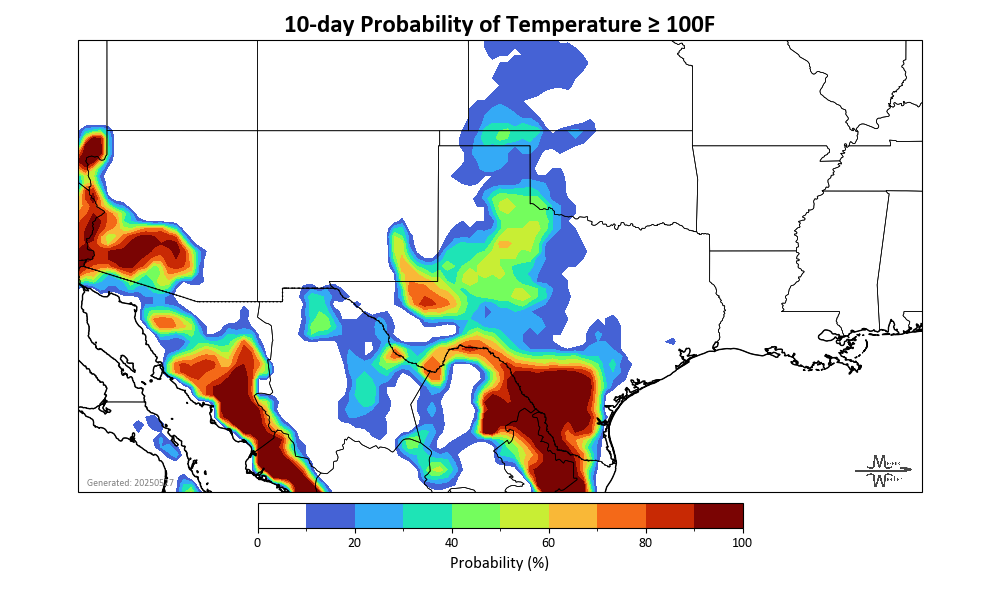 10-day Probability of Temperature ≥ 100F
Generated: 20250527
0 20 40 60 80 100
Probability (%)